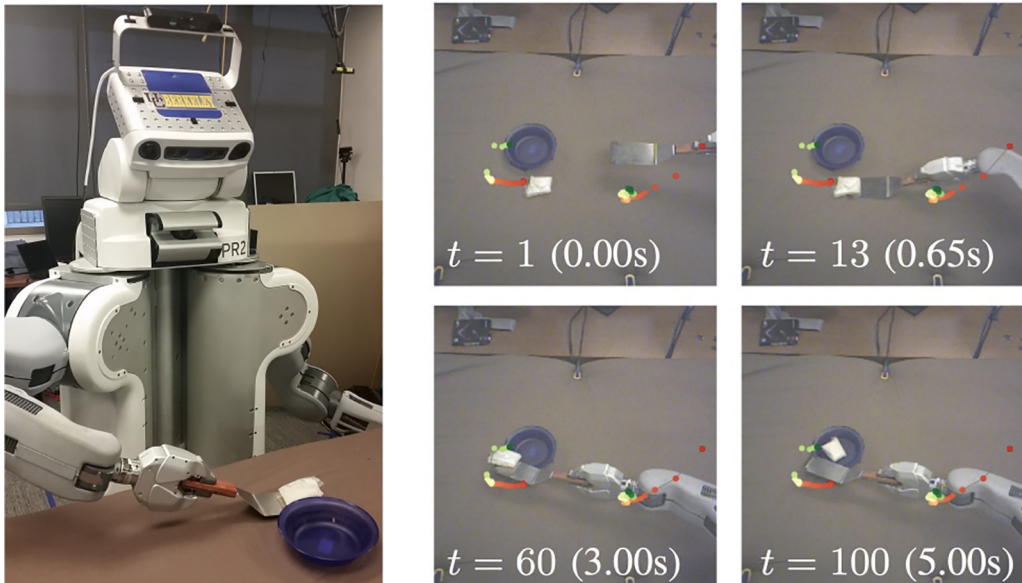 PR2
t = 1 (0.00s)
t = 13 (0.65s)
t = 60 (3.00s)
t = 100 (5.00s)